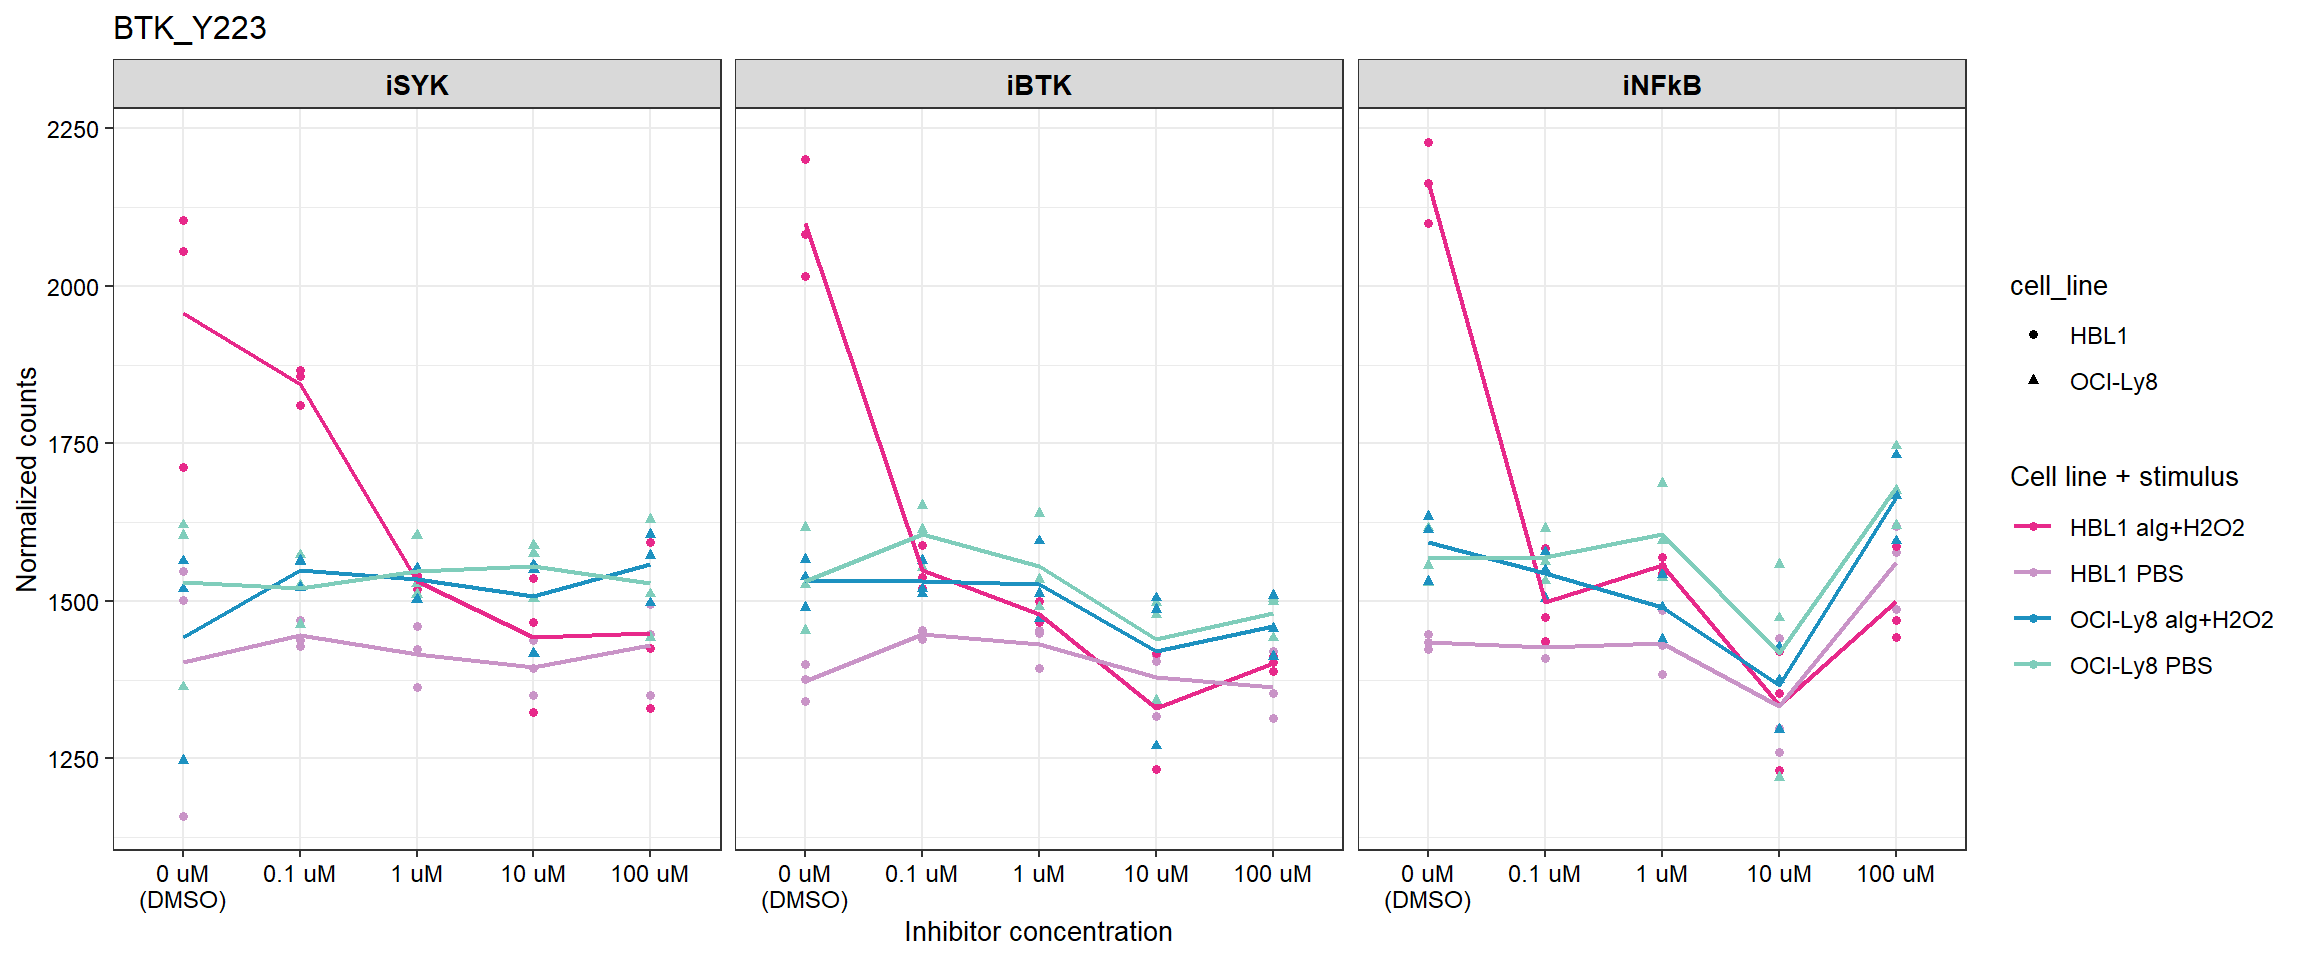 BTK_Y223
iSYK
iBTK
iNFkB
2250
2000
1750
1500
1250
Normalized counts
0 uM
(DMSO)
0.1 uM
1 uM
10 uM
100 uM
0 uM
(DMSO)
0.1 uM
1 uM
10 uM
100 uM
0 uM
(DMSO)
0.1 uM
1 uM
10 uM
100 uM
Inhibitor concentration
cell_line
HBL1
OCI-Ly8
Cell line + stimulus
HBL1 aIg+H2O2
HBL1 PBS
OCI-Ly8 aIg+H2O2
OCI-Ly8 PBS